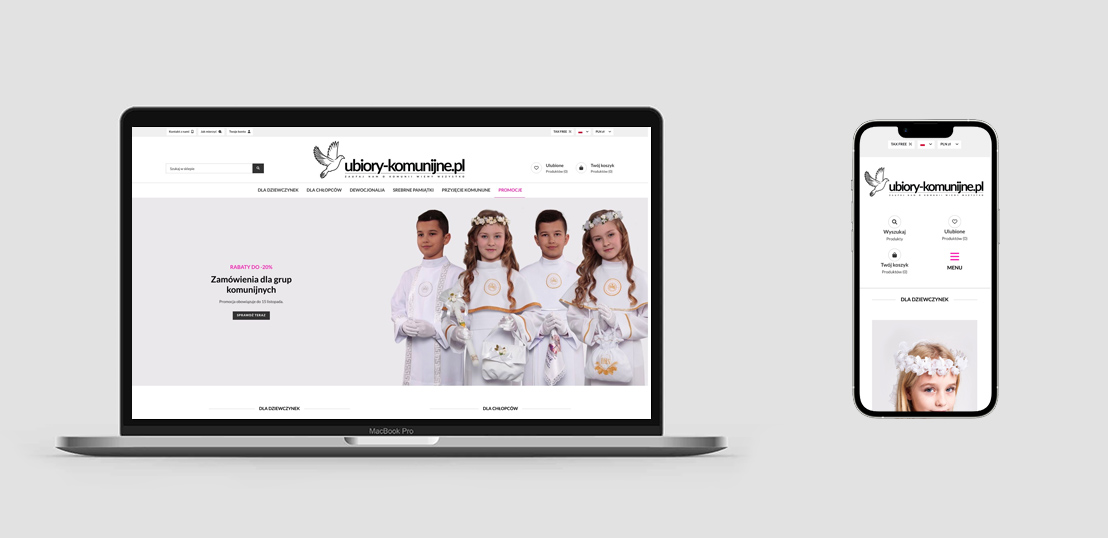 Kontakt z nami
Jak mierzyć
Twoje konto
TAX FREE
PLN zł
Szukaj w sklepie
ubiory-komunijne.pl
Ulubione
Produktów (0)
Twój koszyk
Produktów (0)
DLA DZIEWCZYNEK
DLA CHŁOPCÓW
DEWOCJONALIA
SREBRNE PAMIĄTKI
PRZYJĘCIE KOMUNIJNE
PROMOCJE
RABATY DO -20%
Zamówienia dla grup
komunijnych
Promocja obowiązuje do 15 listopada.
SPRAWDŹ TERAZ
DLA DZIEWCZYNEK
DLA CHŁOPCÓW
MacBook Pro
TAX FREE
PLN zł
ubiory-komunijne.pl
Wyszukaj
Produkty
Ulubione
Produktów (0)
Twój koszyk
Produktów (0)
MENU
DLA DZIEWCZYNEK